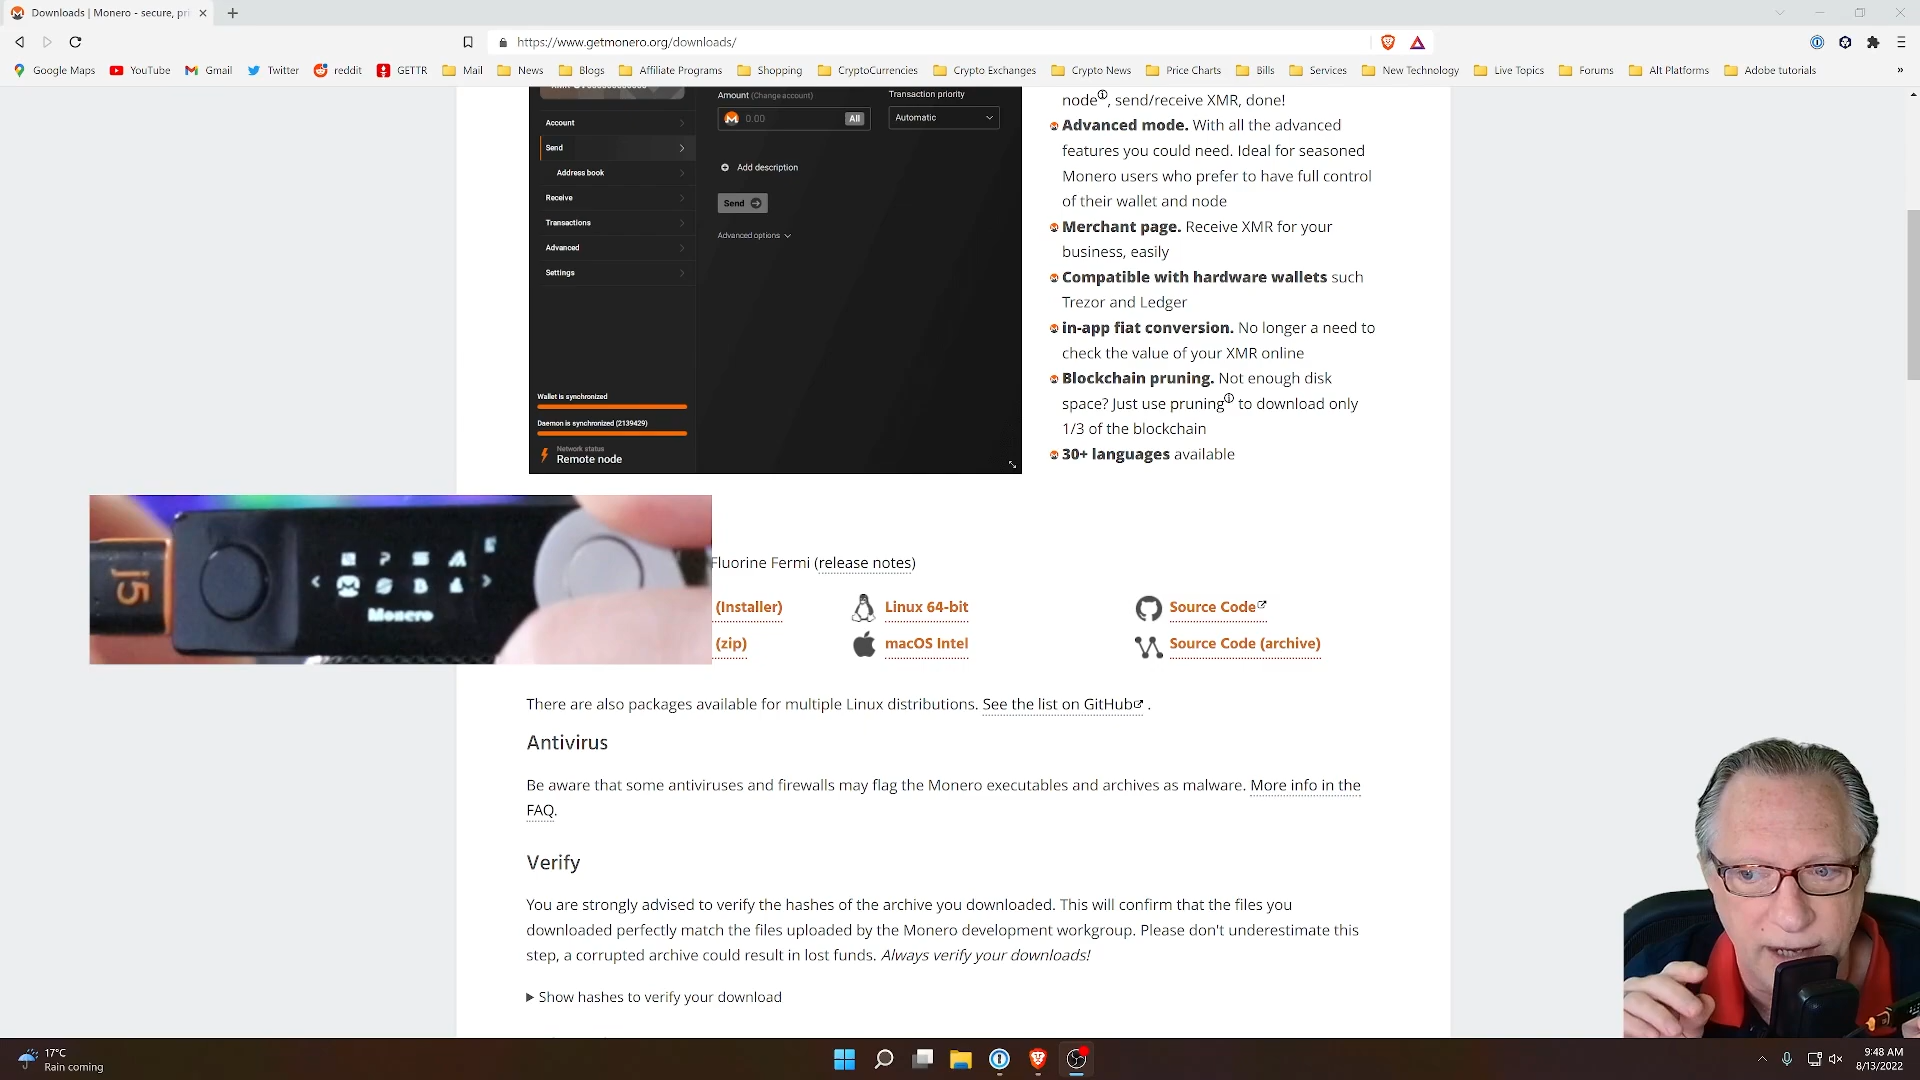 Downloads | Monero - secure, pri
https://www.getmonero.org/downloads/
Google Maps
YouTube
Gmail
Twitter
reddit
GETTR
Mail
News
Blogs
Affiliate Programs
Shopping
CryptoCurrencies
Crypto Exchanges
Crypto News
Price Charts
Bills
Services
New Technology
Live Topics
Forums
Alt Platforms
Adobe tutorials
Account
Send
Address book
Receive
Transactions
Advanced
Settings
Wallet is synchronized
Daemon is synchronized (2139429)
Network status
Remote node
Amount (Change account)
0.00
All
Transaction priority
Automatic
Add description
Send
Advanced options
node, send/receive XMR, done!
Advanced mode. With all the advanced
features you could need. Ideal for seasoned
Monero users who prefer to have full control
of their wallet and node
Merchant page. Receive XMR for your
business, easily
Compatible with hardware wallets such
Trezor and Ledger
in-app fiat conversion. No longer a need to
check the value of your XMR online
Blockchain pruning. Not enough disk
space? Just use pruning to download only
1/3 of the blockchain
30+ languages available
j5
Monero
Fluorine Fermi (release notes)
(Installer)
Linux 64-bit
Source Code
(zip)
macOS Intel
Source Code (archive)
There are also packages available for multiple Linux distributions. See the list on GitHub .
Antivirus
Be aware that some antiviruses and firewalls may flag the Monero executables and archives as malware. More info in the
FAQ.
Verify
You are strongly advised to verify the hashes of the archive you downloaded. This will confirm that the files you
downloaded perfectly match the files uploaded by the Monero development workgroup. Please don't underestimate this
step, a corrupted archive could result in lost funds. Always verify your downloads!
Show hashes to verify your download
17°C
Rain coming
9:48 AM
8/13/2022